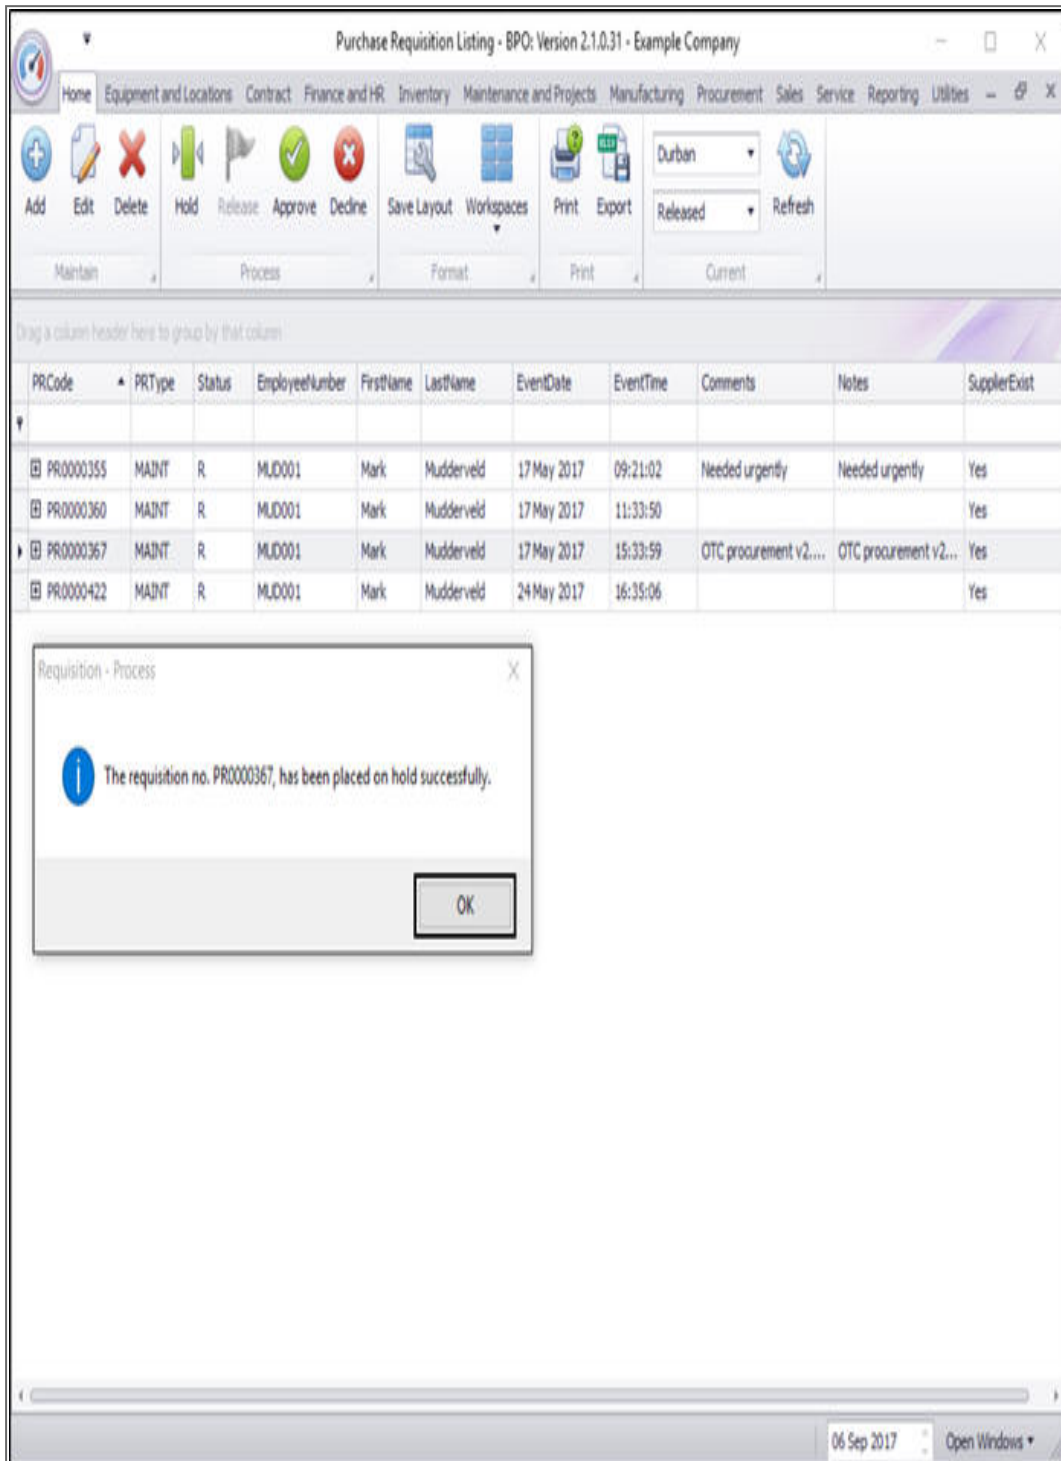 Purchase Requisition Listing - BPO: Version 2.1.0.31 - Example Company
Home Equipment and Locations Contract Finance and HR Inventory Maintenance and Projects Manufacturing Procurement Sales Service Reporting Utilities
Add Edit Delete Hold Release Approve Decline Save Layout Workspaces Print Export Durban Released Refresh
Maintain Process Format Print Current
Drag a column header here to group by that column
PRCode PRType Status EmployeeNumber FirstName LastName EventDate EventTime Comments Notes SupplierExist
PR0000355 MAINT R MUD001 Mark Mudderveld 17 May 2017 09:21:02 Needed urgently Needed urgently Yes
PR0000360 MAINT R MUD001 Mark Mudderveld 17 May 2017 11:33:50 Yes
PR0000367 MAINT R MUD001 Mark Mudderveld 17 May 2017 15:33:59 OTC procurement v2.... OTC procurement v2... Yes
PR0000422 MAINT R MUD001 Mark Mudderveld 24 May 2017 16:35:06 Yes
Requisition - Process
The requisition no. PR0000367, has been placed on hold successfully.
OK
06 Sep 2017 Open Windows